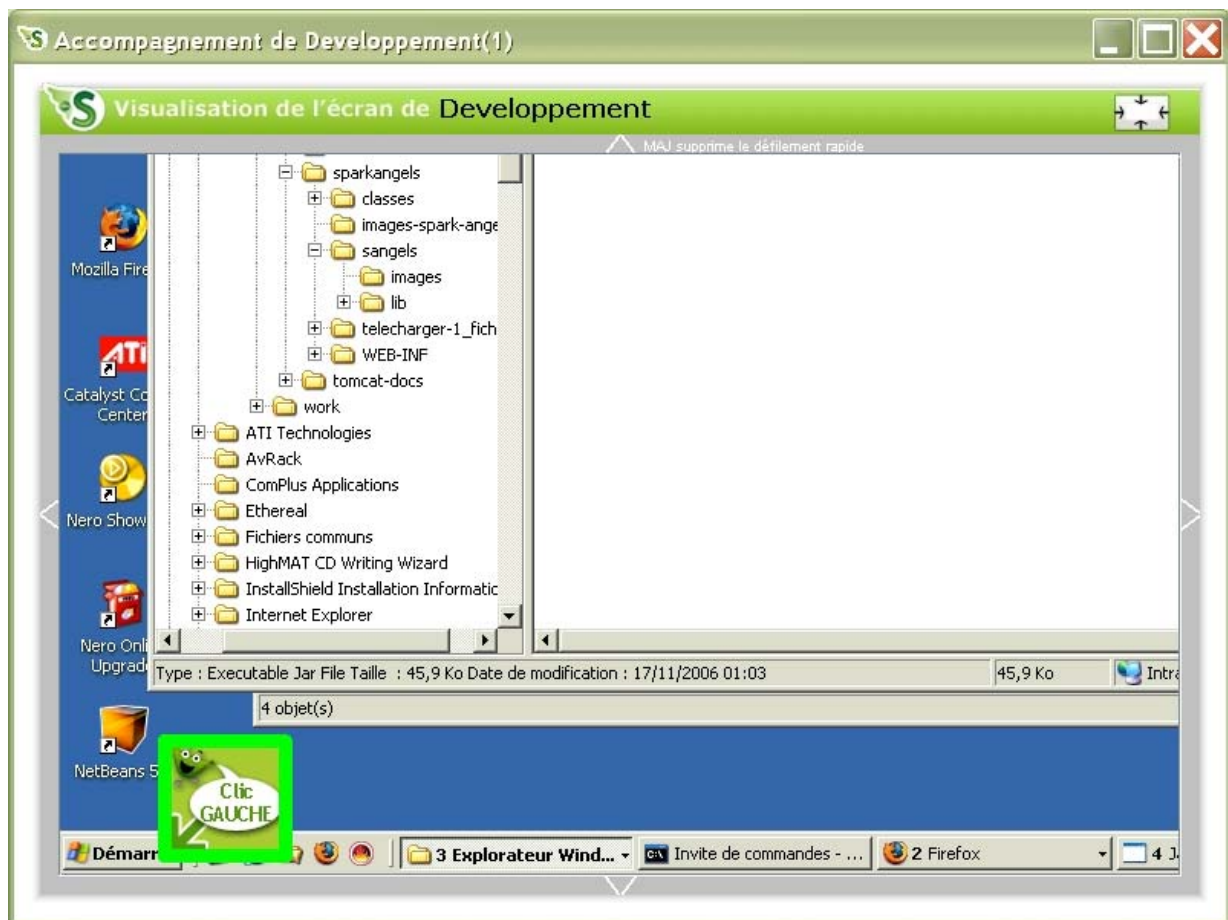 Accompagnement de Developpement(1)
S Visualisation de l'écran de Developpement
MAJ supprime le défilement rapide
sparkangels
classes
images-spark-ange
sangels
images
lib
telecharger-1_fich
WEB-INF
tomcat-docs
work
ATI Technologies
AvRack
ComPlus Applications
Ethereal
Fichiers communs
HighMAT CD Writing Wizard
InstallShield Installation Informatic
Internet Explorer
Mozilla Fire
ATI
Catalyst Co
Center
Nero Show
Nero Onli
Upgrad
NetBeans 5
Type : Executable Jar File Taille : 45,9 Ko Date de modification : 17/11/2006 01:03
45,9 Ko
Intra
4 objet(s)
Clic
GAUCHE
Démarr
3 Explorateur Wind...
Invite de commandes - ...
2 Firefox
4 J